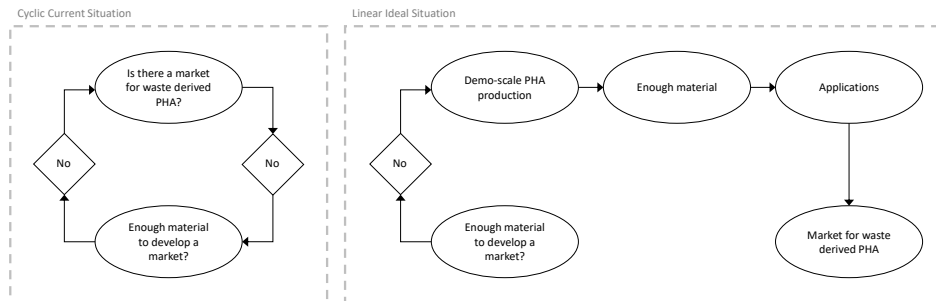 Cyclic Current Situation
Is there a market
for waste derived
PHA?
No
No
Enough material
to develop a
market?
Linear Ideal Situation
Demo-scale PHA
production
Enough material
Applications
No
Enough material
to develop a
market?
Market for waste
derived PHA